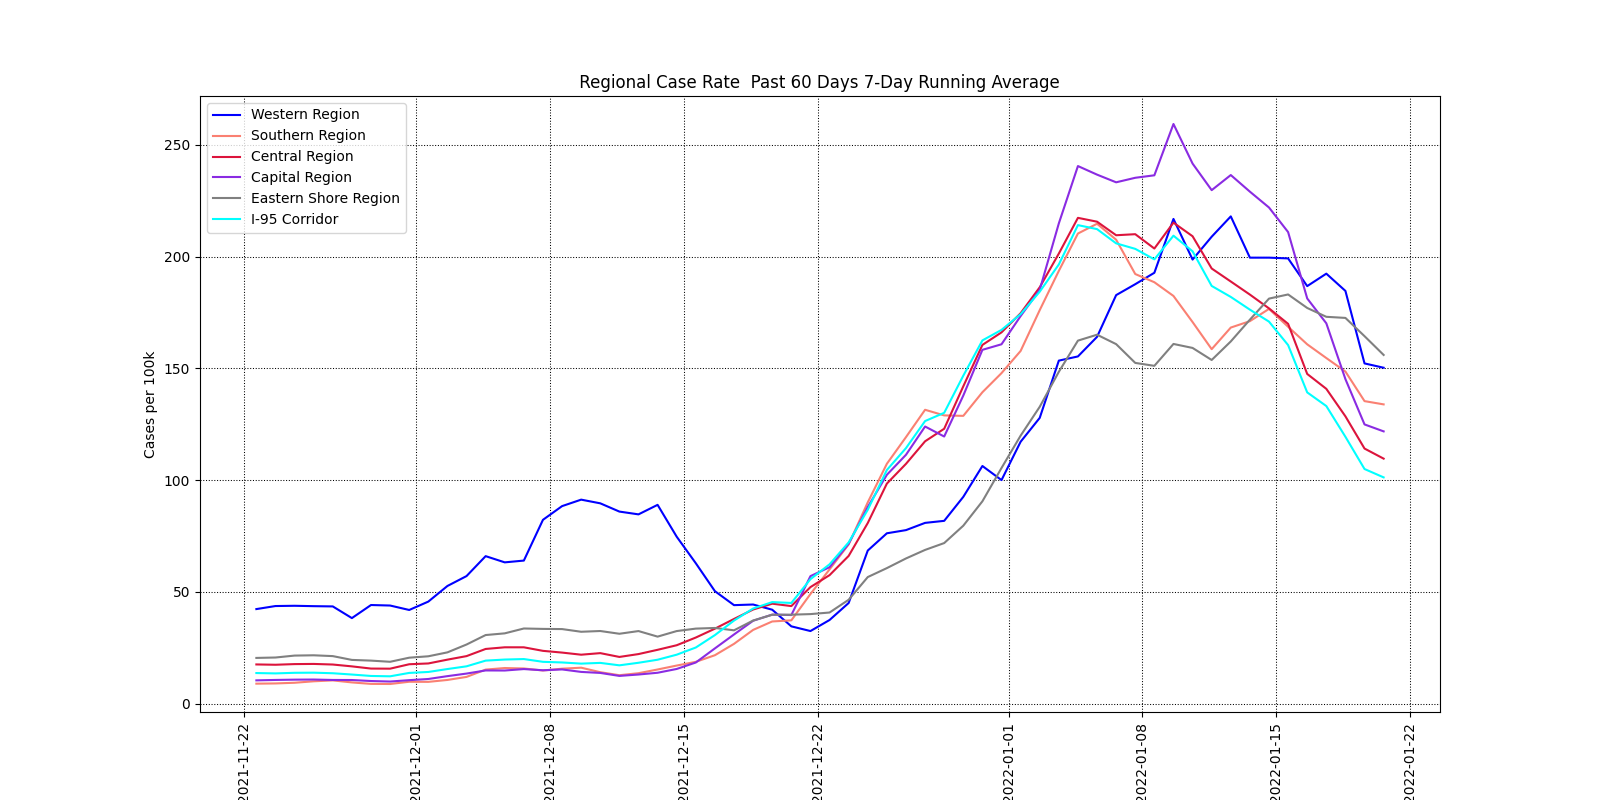 Regional Case Rate  Past 60 Days 7-Day Running Average
Western Region
Southern Region
Central Region
Capital Region
Eastern Shore Region
I-95 Corridor
Cases per 100k
250
200
150
100
50
0
2021-11-22
2021-12-01
2021-12-08
2021-12-15
2021-12-22
2022-01-01
2022-01-08
2022-01-15
2022-01-22